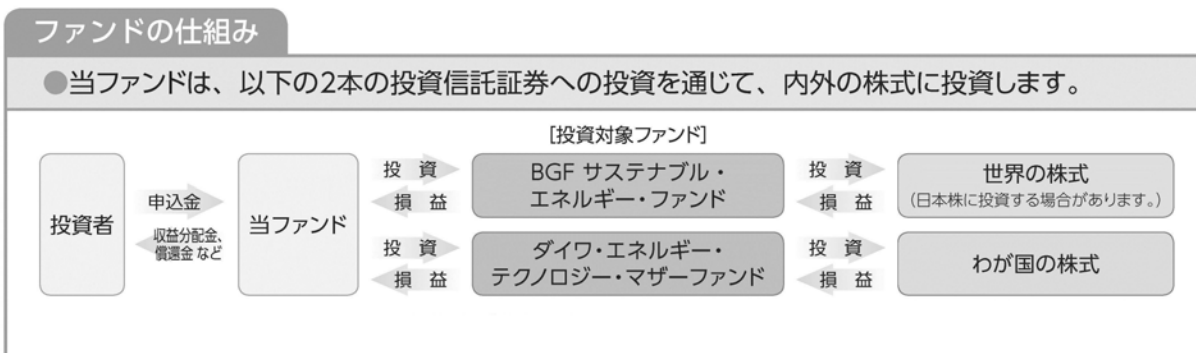 ファンドの仕組み
●当ファンドは、以下の2本の投資信託証券への投資を通じて、内外の株式に投資します。
[投資対象ファンド]
投資者
申込金
収益分配金、
償還金 など
当ファンド
投 資
損 益
BGF サステナブル・
エネルギー・ファンド
投 資
損 益
世界の株式
(日本株に投資する場合があります。)
投 資
損 益
ダイワ・エネルギー・
テクノロジー・マザーファンド
投 資
損 益
わが国の株式